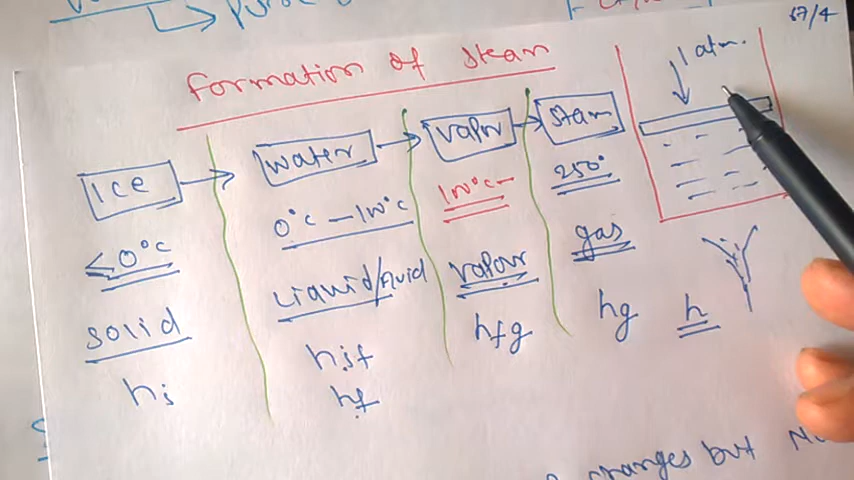 67/4
Formation of Steam
1 atm.
Ice → water → vapor → steam
≤0°c
0°c - 100°c
100°c -
250°
solid
Liquid/fluid
vapour
gas
hi
hif
hf
hfg
hg
h
changes but